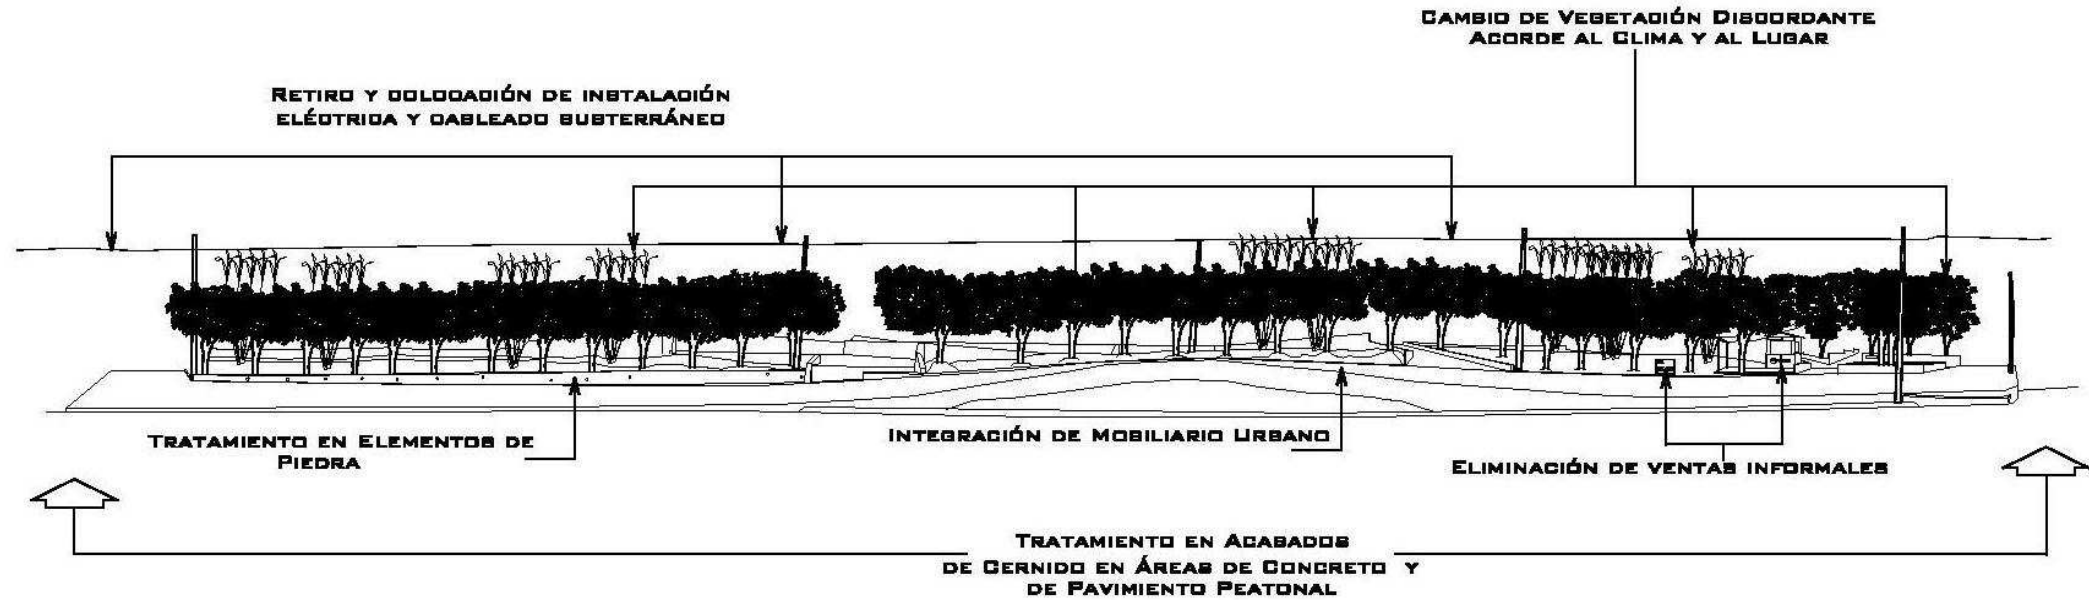 CAMBIO DE VEGETACIÓN DISCORDANTE
ACORDE AL CLIMA Y AL LUGAR
RETIRO Y COLOCACIÓN DE INSTALACIÓN
ELÉCTRICA Y CABLEADO SUBTERRÁNEO
TRATAMIENTO EN ELEMENTOS DE
PIEDRA
INTEGRACIÓN DE MOBILIARIO URBANO
ELIMINACIÓN DE VENTAS INFORMALES
TRATAMIENTO EN ACABADOS
DE CERNIDO EN ÁREAS DE CONCRETO Y
DE PAVIMIENTO PEATONAL